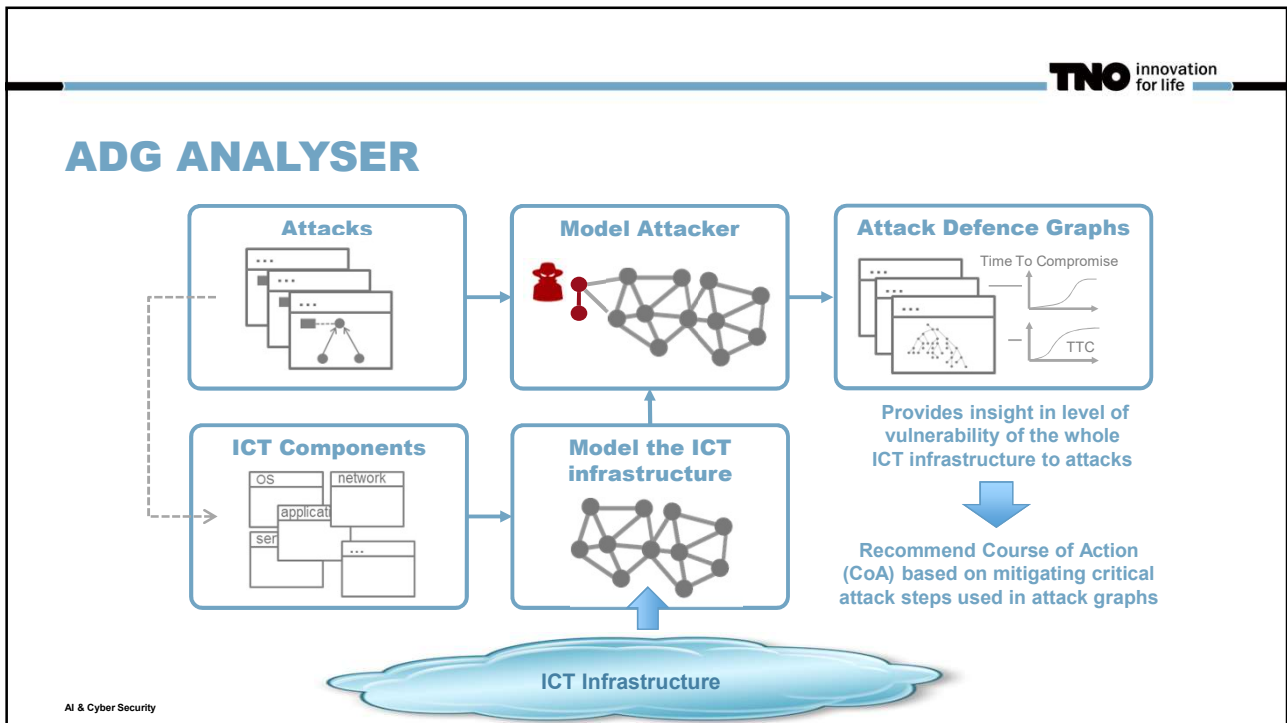 TNO innovation
for life
ADG ANALYSER
Attacks
...
...
...
Model Attacker
Attack Defence Graphs
...
...
...
Time To Compromise
TTC
ICT Components
OS
network
applicati
ser
...
Model the ICT
infrastructure
Provides insight in level of
vulnerability of the whole
ICT infrastructure to attacks
Recommend Course of Action
(CoA) based on mitigating critical
attack steps used in attack graphs
ICT Infrastructure
AI & Cyber Security